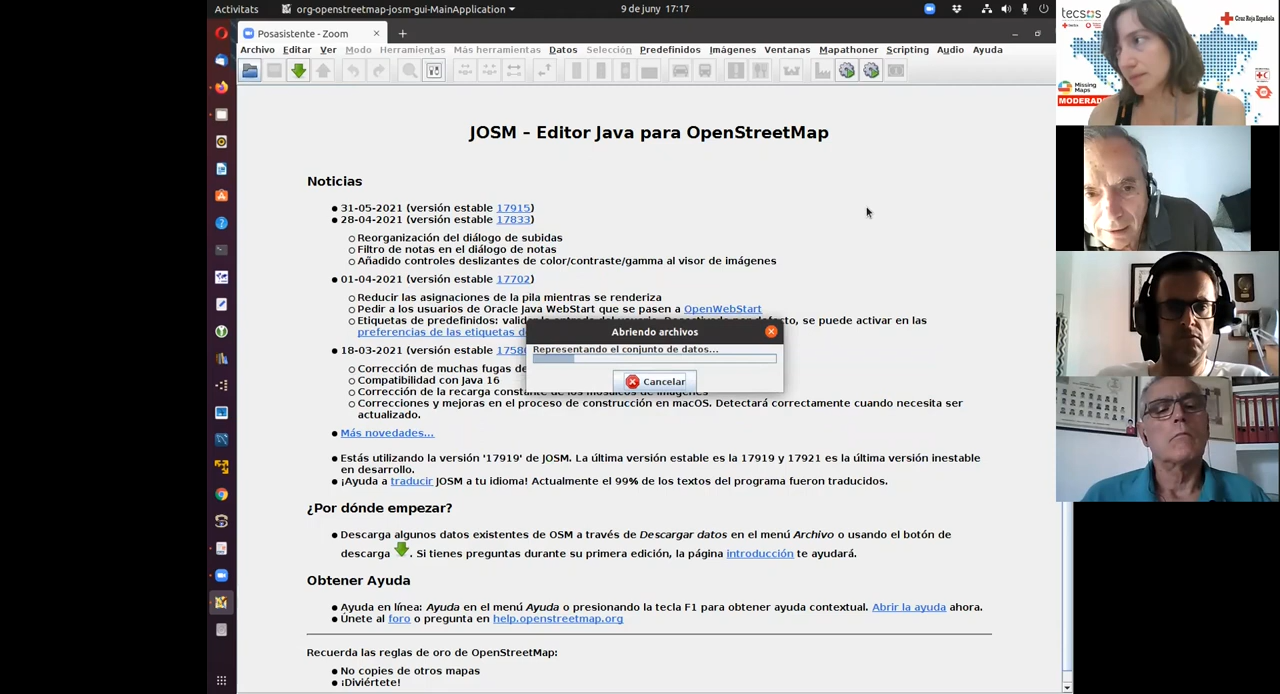 Activitats
org-openstreetmap-josm-gui-MainApplication
9 de juny 17:17
Posasistente - Zoom
Archivo Editar Ver Modo Herramientas Más herramientas Datos Selección Predefinidos Imágenes Ventanas Mapathoner Scripting Audio Ayuda
JOSM – Editor Java para OpenStreetMap
Noticias
31-05-2021 (versión estable 17915)
28-04-2021 (versión estable 17833)
Reorganización del diálogo de subidas
Filtro de notas en el diálogo de notas
Añadido controles deslizantes de color/contraste/gamma al visor de imágenes
01-04-2021 (versión estable 17702)
Reducir las asignaciones de la pila mientras se renderiza
Pedir a los usuarios de Oracle Java WebStart que se pasen a OpenWebStart
Etiquetas de predefinidos: se puede activar en las
preferencias de las etiquetas
Abriendo archivos
Representando el conjunto de datos...
Cancelar
18-03-2021 (versión estable
Corrección de muchas fugas de
Compatibilidad con Java 16
Corrección de la recarga constante de los mosaicos de imágenes
Correcciones y mejoras en el proceso de construcción en macOS. Detectará correctamente cuando necesita ser
actualizado.
Más novedades...
Estás utilizando la versión '17919' de JOSM. La última versión estable es la 17919 y 17921 es la última versión inestable
en desarrollo.
¡Ayuda a traducir JOSM a tu idioma! Actualmente el 99% de los textos del programa fueron traducidos.
¿Por dónde empezar?
Descarga algunos datos existentes de OSM a través de Descargar datos en el menú Archivo o usando el botón de
descarga . Si tienes preguntas durante su primera edición, la página introducción te ayudará.
Obtener Ayuda
Ayuda en línea: Ayuda en el menú Ayuda o presionando la tecla F1 para obtener ayuda contextual. Abrir la ayuda ahora.
Únete al foro o pregunta en help.openstreetmap.org
Recuerda las reglas de oro de OpenStreetMap:
No copies de otros mapas
¡Diviértete!
tecsos
Cruz Roja Española
Missing
Maps